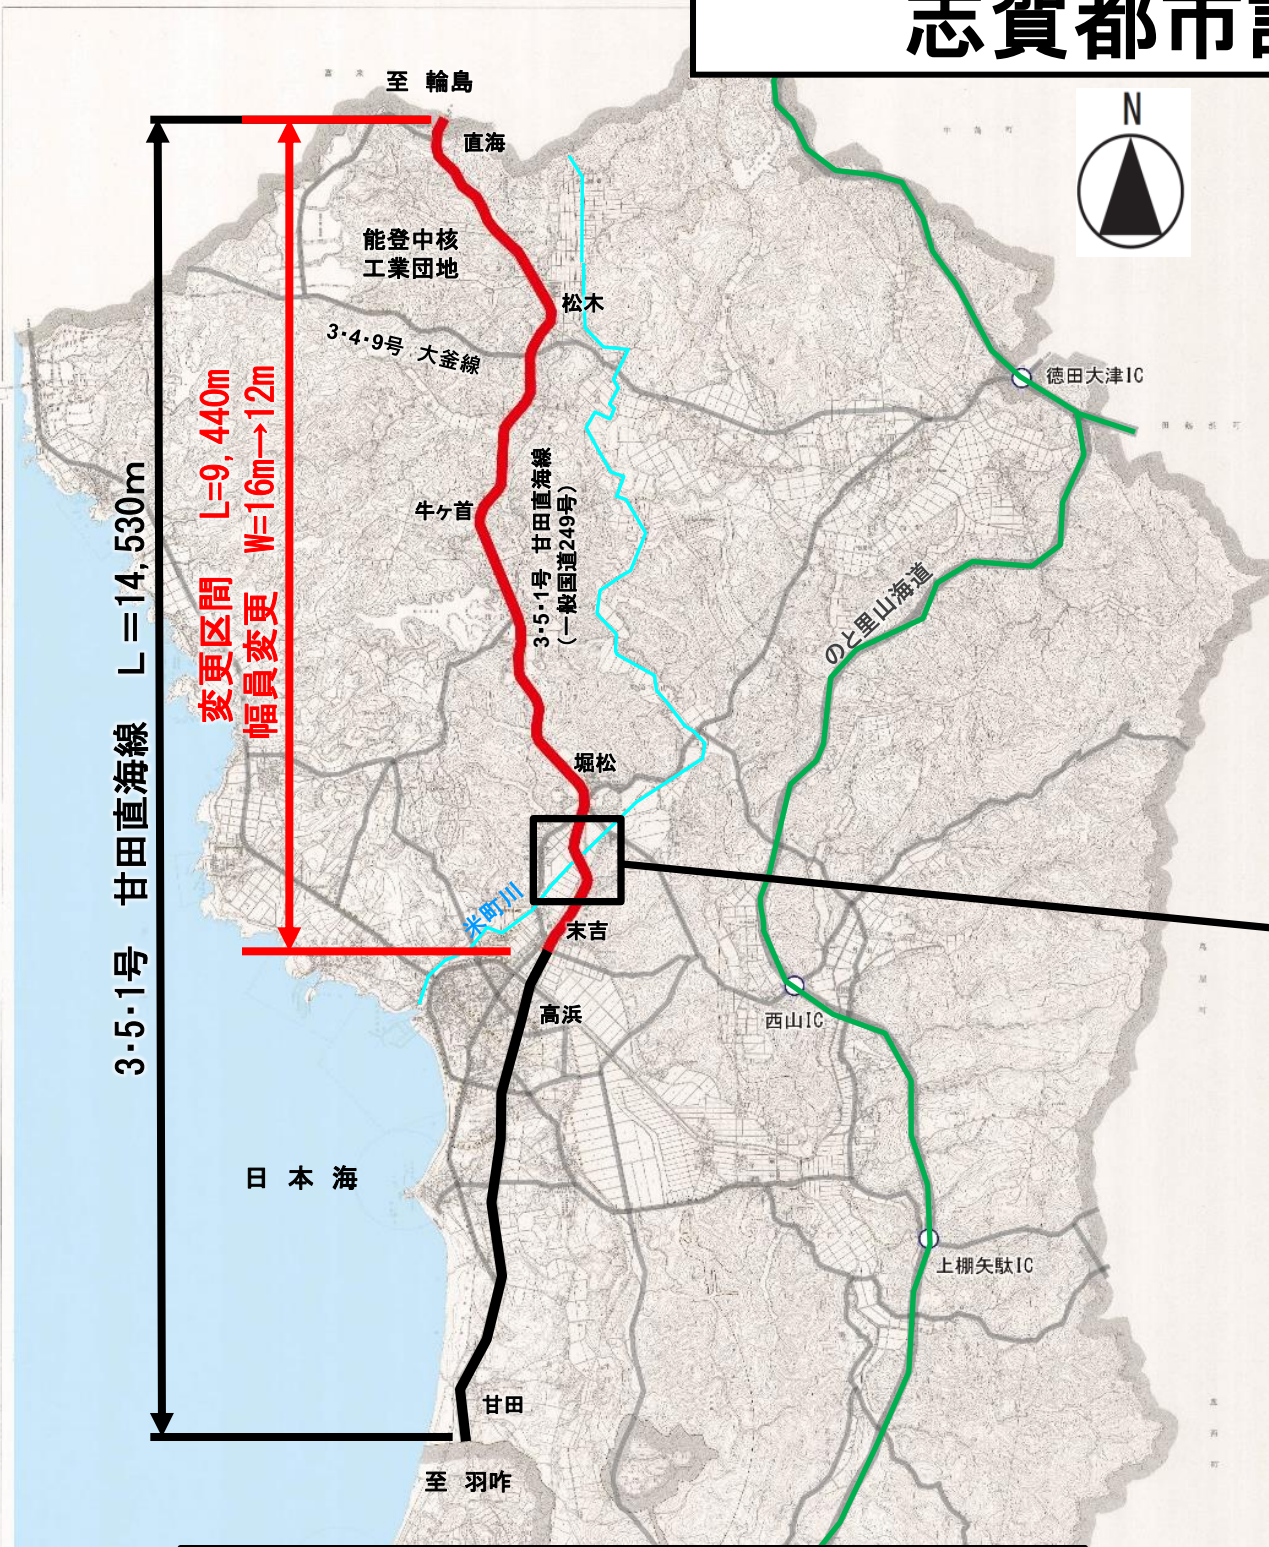 志賀都市計
至 輪島
N
直海
能登中核
工業団地
松木
3・4・9号 大釜線
徳田大津IC
変更区間 L=9,440m
幅員変更 W=16m→12m
3・5・1号 甘田直海線 L=14,530m
牛ヶ首
3・5・1号 甘田直海線
(一般国道249号)
のと里山海道
堀松
米町川
末吉
高浜
西山IC
日本海
上棚矢駄IC
甘田
至 羽咋